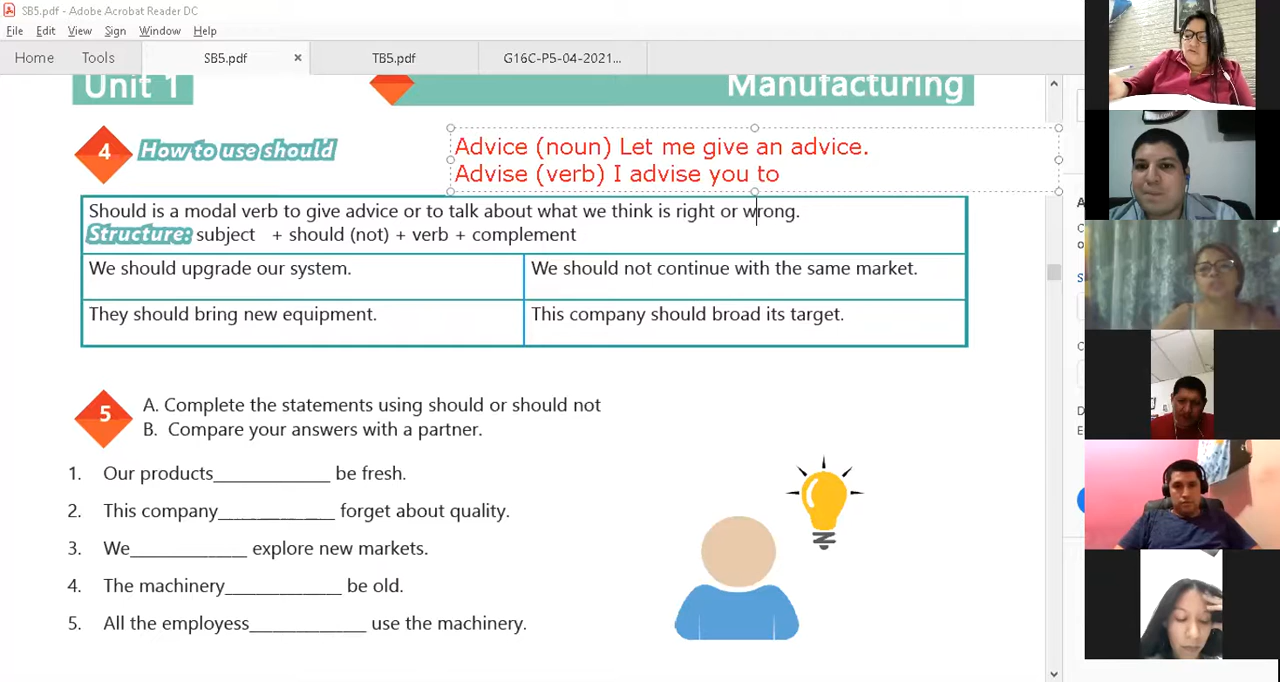 SB5.pdf - Adobe Acrobat Reader DC
File Edit View Sign Window Help
Home Tools SB5.pdf × TB5.pdf G16C-P5-04-2021...
Unit 1 Manufacturing
4 How to use should
Advice (noun) Let me give an advice.
Advise (verb) I advise you to
Should is a modal verb to give advice or to talk about what we think is right or wrong.
Structure: subject + should (not) + verb + complement
We should upgrade our system. We should not continue with the same market.
They should bring new equipment. This company should broad its target.
5 A. Complete the statements using should or should not
B. Compare your answers with a partner.
1. Our products____________ be fresh.
2. This company____________ forget about quality.
3. We____________ explore new markets.
4. The machinery____________ be old.
5. All the employess____________ use the machinery.